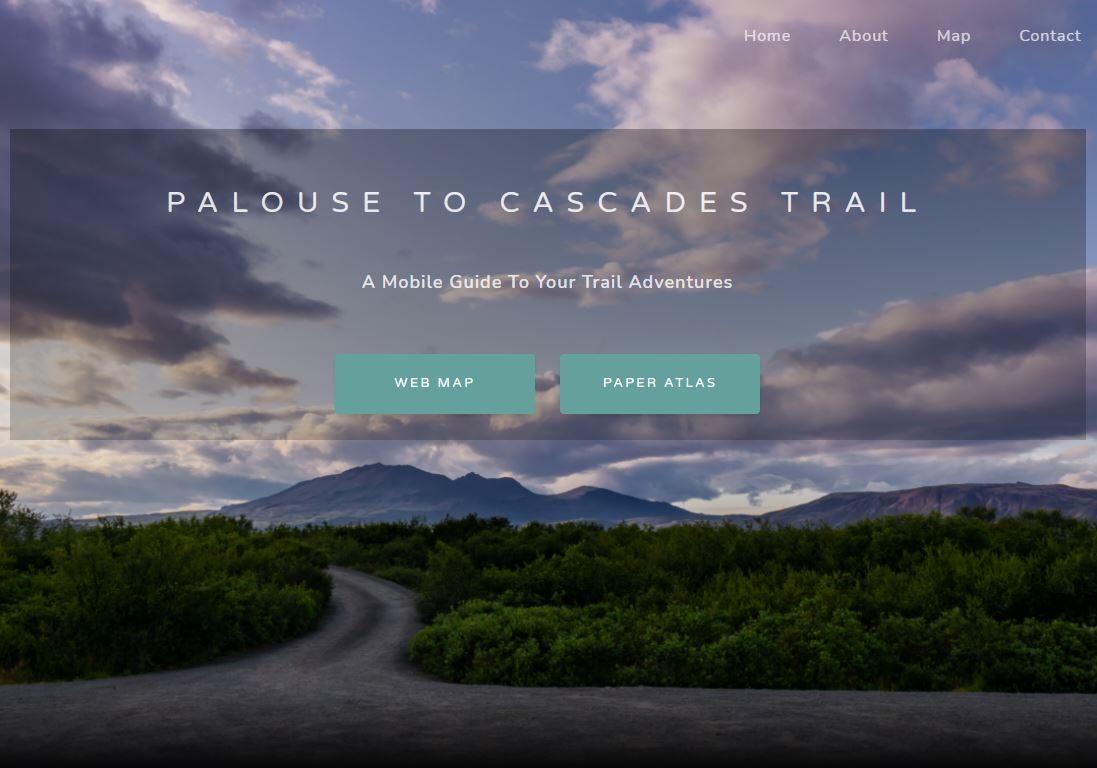 Home About Map Contact
PALOUSE TO CASCADES TRAIL
A Mobile Guide To Your Trail Adventures
WEB MAP PAPER ATLAS